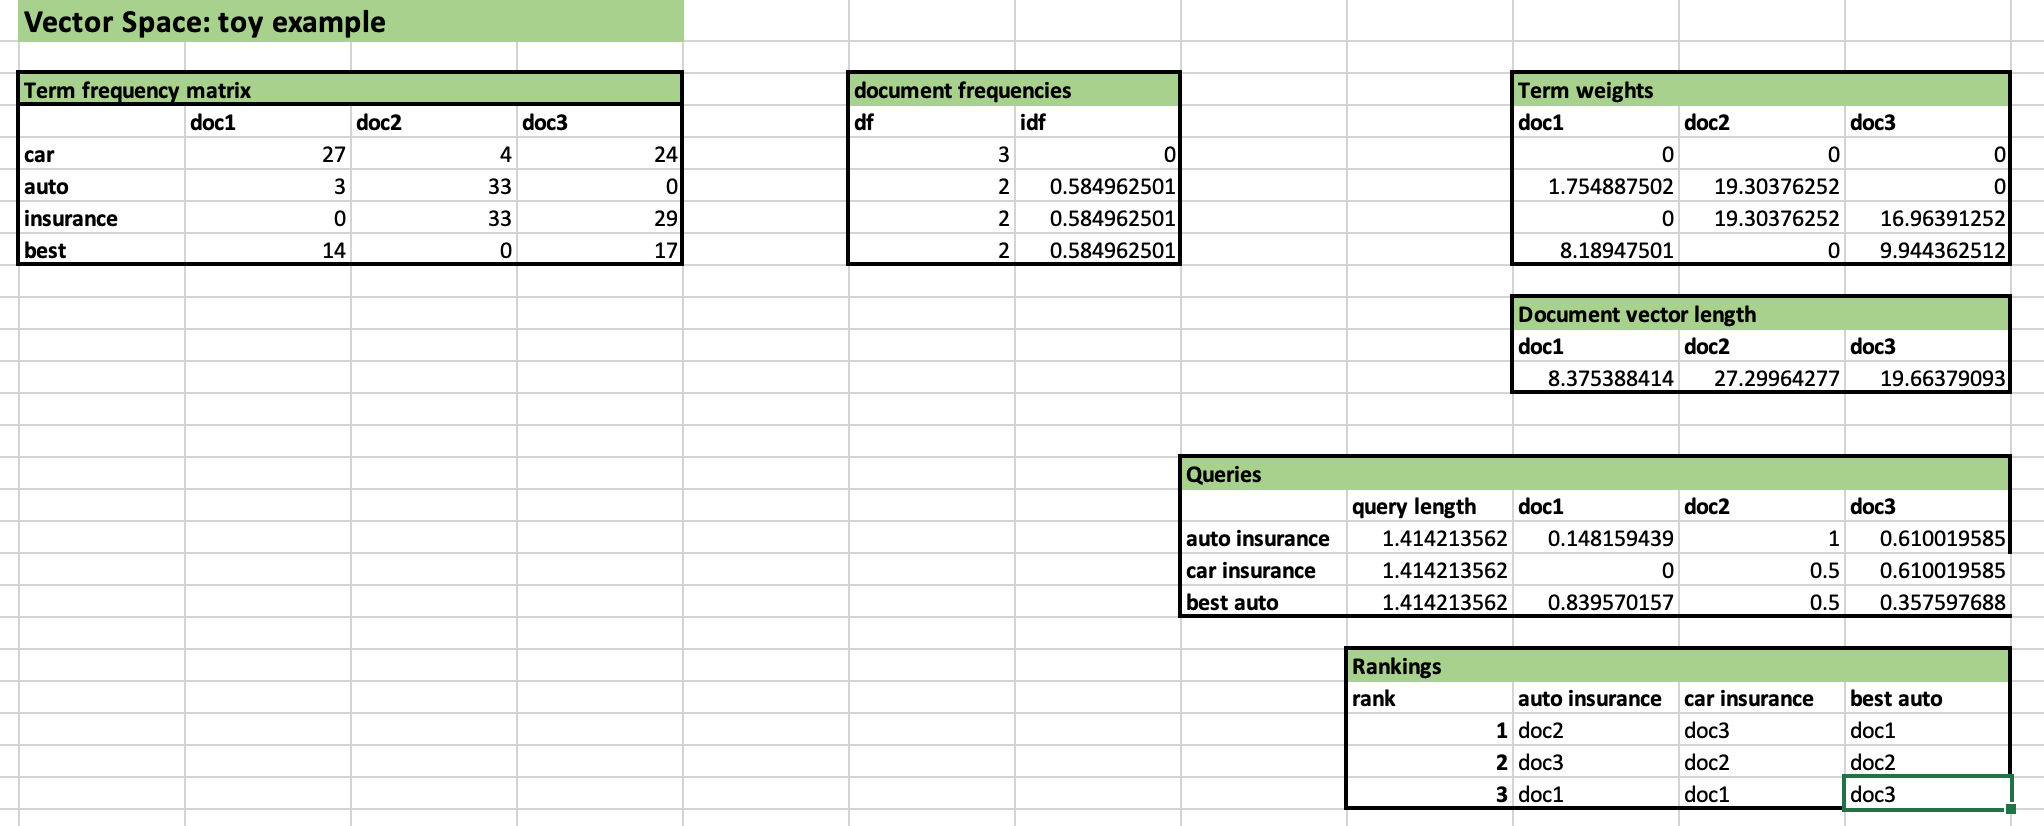 Vector Space: toy example
Term frequency matrix
doc1 doc2 doc3
car 27 4 24
auto 3 33 0
insurance 0 33 29
best 14 0 17
document frequencies
df idf
3 0
2 0.584962501
2 0.584962501
2 0.584962501
Term weights
doc1 doc2 doc3
0 0 0
1.754887502 19.30376252 0
0 19.30376252 16.96391252
8.18947501 0 9.944362512
Document vector length
doc1 doc2 doc3
8.375388414 27.29964277 19.66379093
Queries
query length doc1 doc2 doc3
auto insurance 1.414213562 0.148159439 1 0.610019585
car insurance 1.414213562 0 0.5 0.610019585
best auto 1.414213562 0.839570157 0.5 0.357597688
Rankings
rank auto insurance car insurance best auto
1 doc2 doc3 doc1
2 doc3 doc2 doc2
3 doc1 doc1 doc3